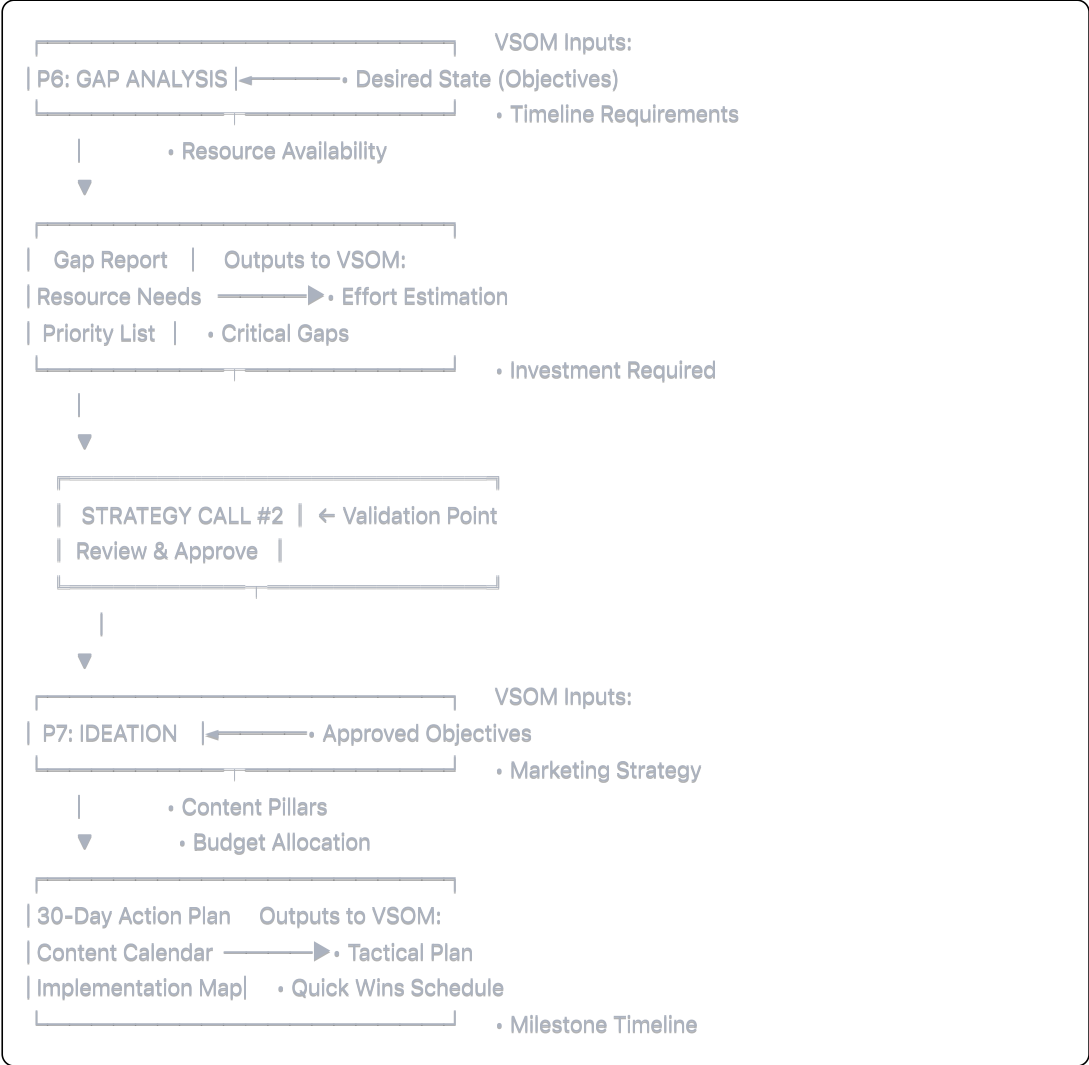 VSOM Inputs:
P6: GAP ANALYSIS • Desired State (Objectives)
• Timeline Requirements
• Resource Availability
Gap Report Outputs to VSOM:
Resource Needs • Effort Estimation
Priority List • Critical Gaps
• Investment Required
STRATEGY CALL #2 ← Validation Point
Review & Approve
VSOM Inputs:
P7: IDEATION • Approved Objectives
• Marketing Strategy
• Content Pillars
• Budget Allocation
30-Day Action Plan Outputs to VSOM:
Content Calendar • Tactical Plan
Implementation Map • Quick Wins Schedule
• Milestone Timeline